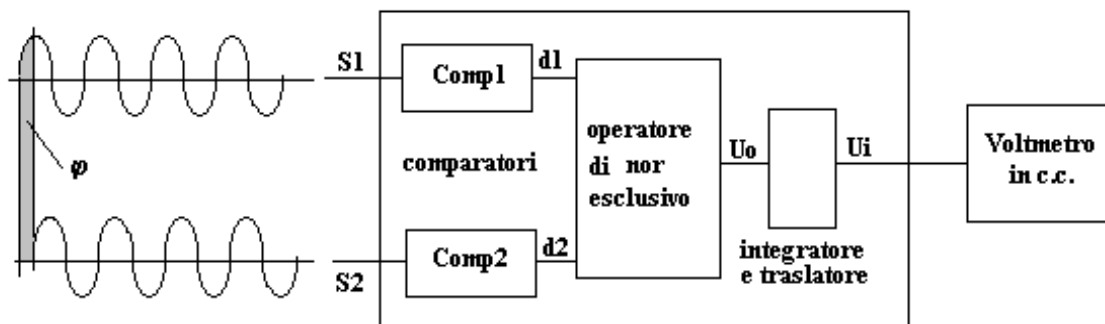 S1
Comp1
d1
φ
comparatori
operatore
di nor
esclusivo
Uo
Ui
Voltmetro
in c.c.
S2
Comp2
d2
integratore
e traslatore